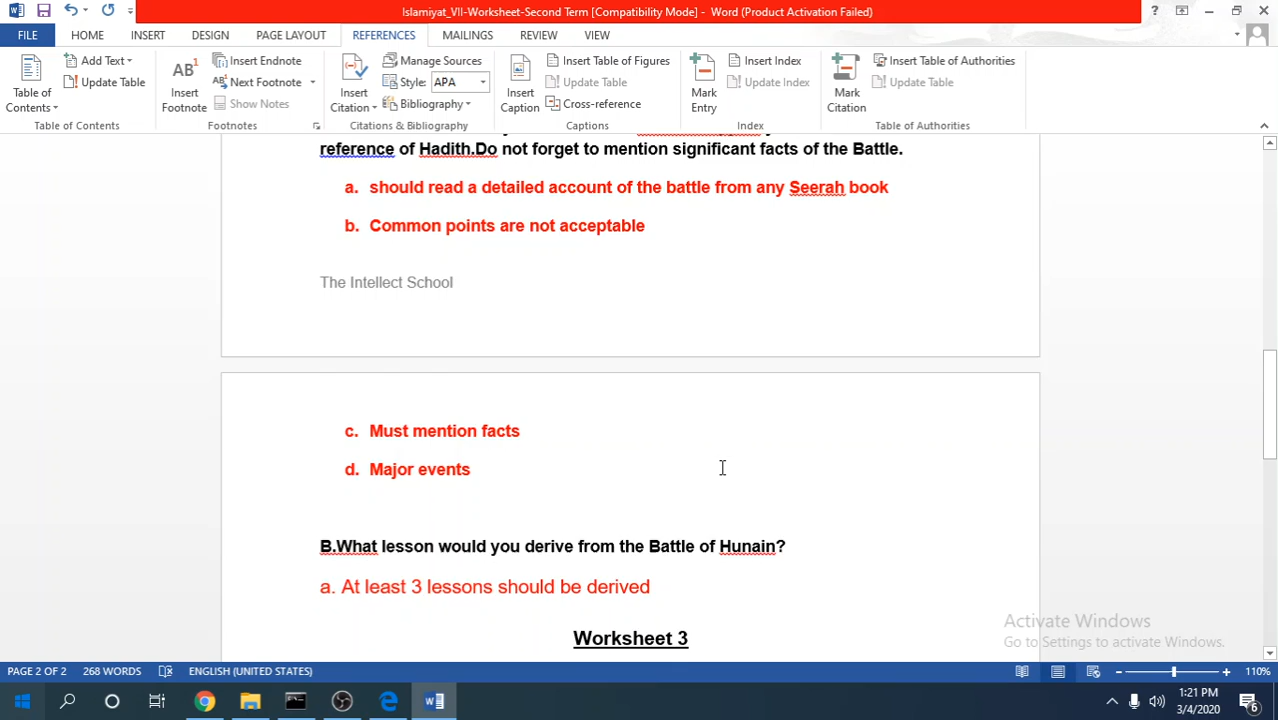 Islamiyat_VII-Worksheet-Second Term [Compatibility Mode] - Word (Product Activation Failed)
FILE HOME INSERT DESIGN PAGE LAYOUT REFERENCES MAILINGS REVIEW VIEW
Table of Contents
Add Text
Update Table
Table of Contents
AB1 Insert Footnote
Insert Endnote
AB1 Next Footnote
Show Notes
Footnotes
Insert Citation
Manage Sources
Style: APA
Bibliography
Citations & Bibliography
Insert Caption
Insert Table of Figures
Update Table
Cross-reference
Captions
Mark Entry
Insert Index
Update Index
Index
Mark Citation
Insert Table of Authorities
Update Table
Table of Authorities
reference of Hadith.Do not forget to mention significant facts of the Battle.
a. should read a detailed account of the battle from any Seerah book
b. Common points are not acceptable
The Intellect School
c. Must mention facts
d. Major events
B.What lesson would you derive from the Battle of Hunain?
a. At least 3 lessons should be derived
Worksheet 3
Activate Windows
Go to Settings to activate Windows.
PAGE 2 OF 2 268 WORDS ENGLISH (UNITED STATES) 110%
1:21 PM
3/4/2020
6